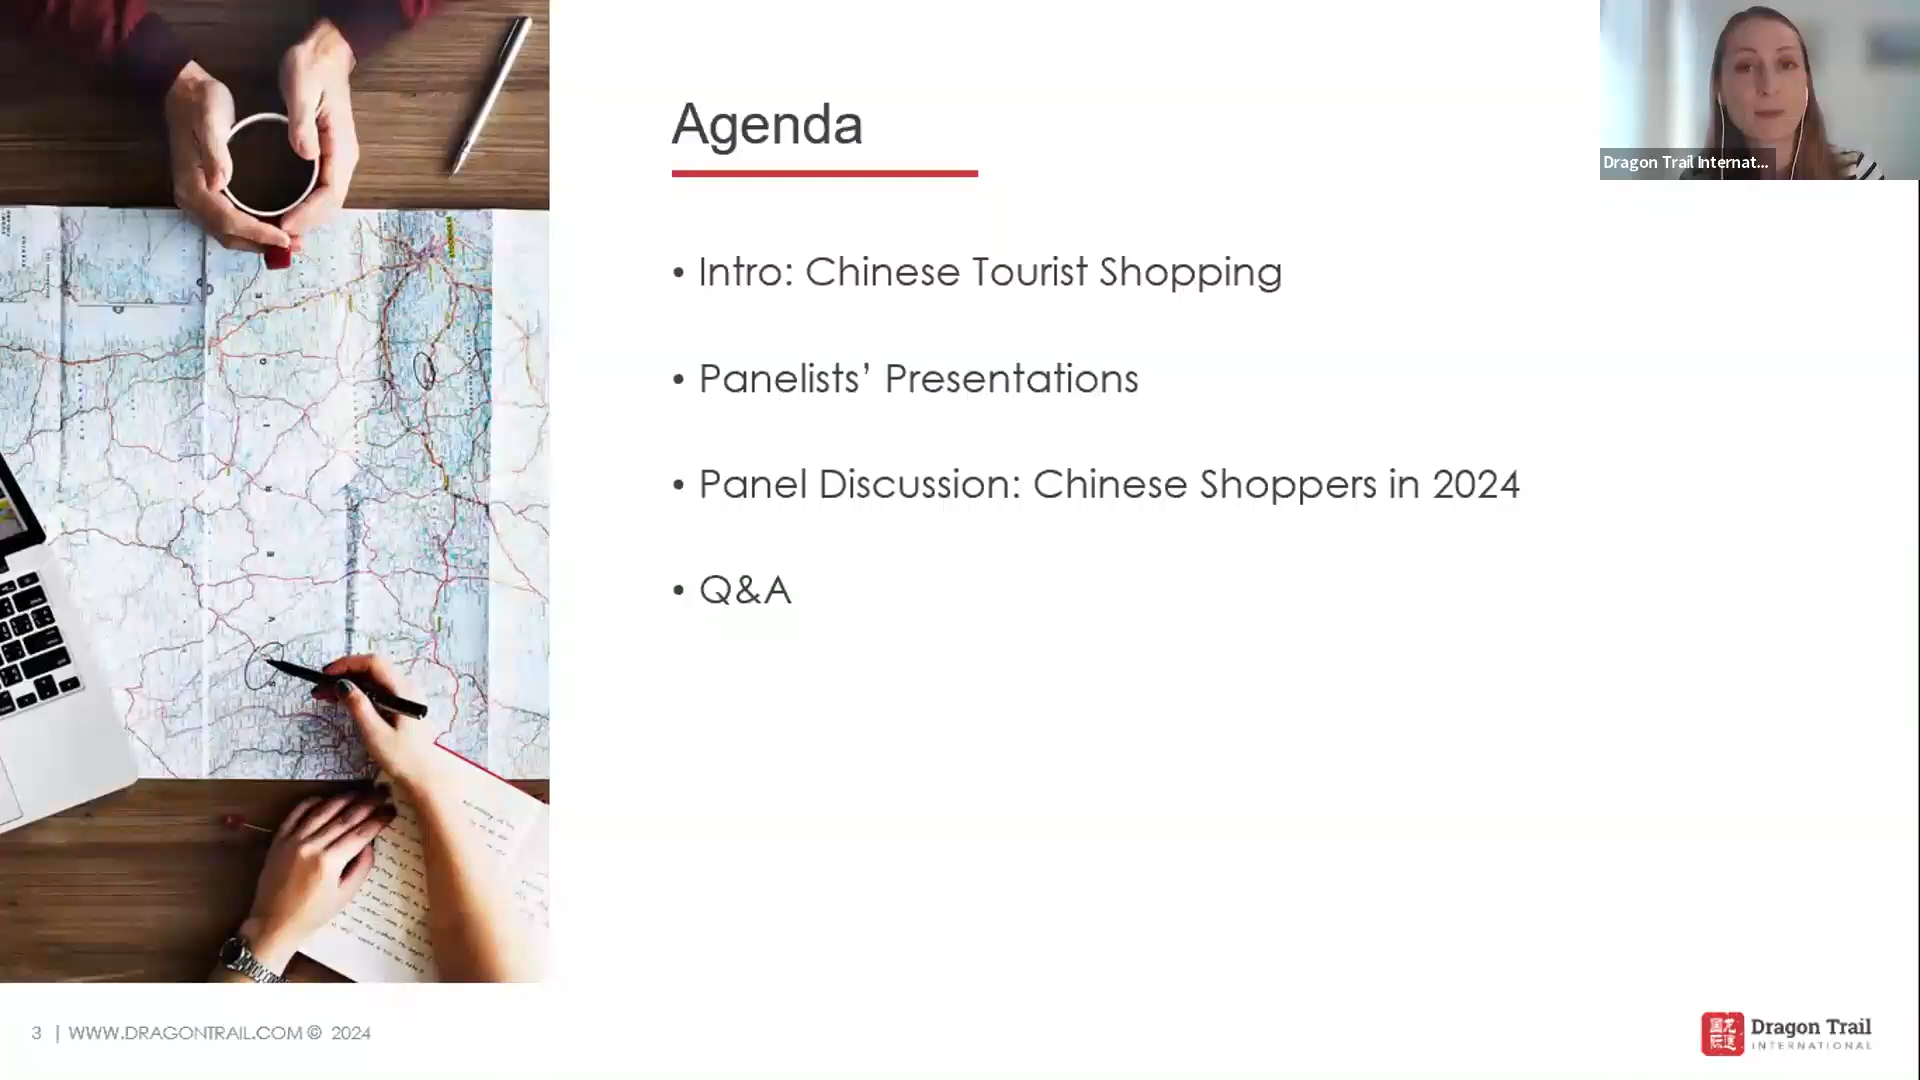 Agenda
Dragon Trail Internat...
• Intro: Chinese Tourist Shopping
• Panelists’ Presentations
• Panel Discussion: Chinese Shoppers in 2024
• Q&A
3 | WWW.DRAGONTRAIL.COM © 2024
Dragon Trail
INTERNATIONAL